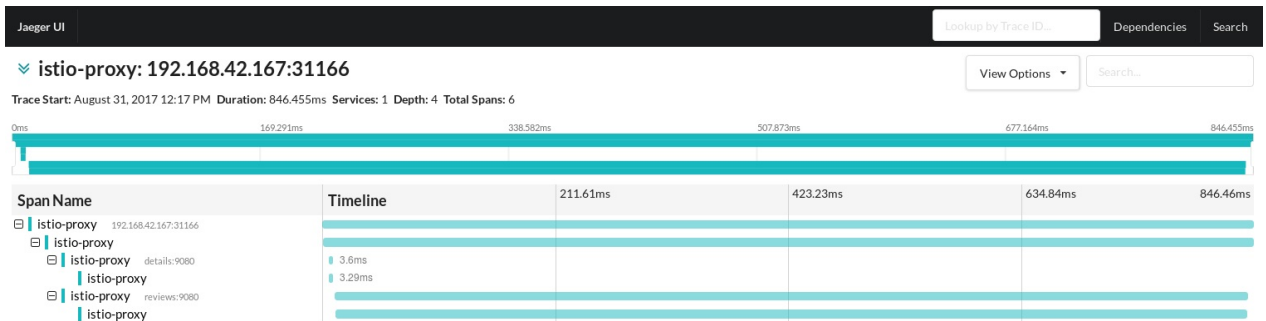 Jaeger UI Lookup by Trace ID... Dependencies Search
istio-proxy: 192.168.42.167:31166 View Options Search...
Trace Start: August 31, 2017 12:17 PM Duration: 846.455ms Services: 1 Depth: 4 Total Spans: 6
0ms 169.291ms 338.582ms 507.873ms 677.164ms 846.455ms
Span Name Timeline 211.61ms 423.23ms 634.84ms 846.46ms
istio-proxy 192.168.42.167:31166
istio-proxy
istio-proxy details:9080 3.6ms
istio-proxy 3.29ms
istio-proxy reviews:9080
istio-proxy